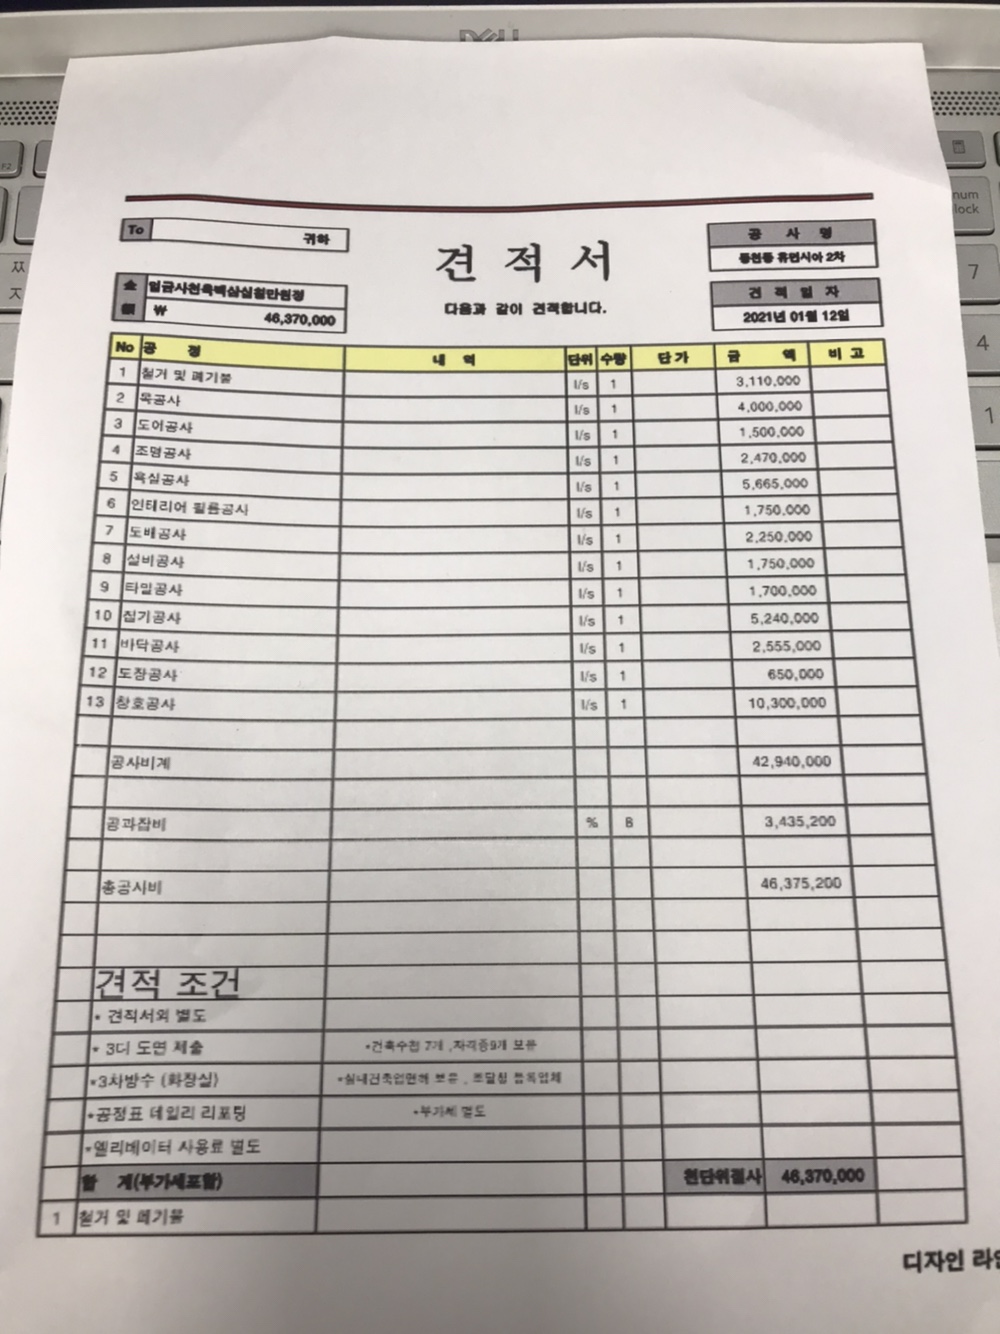 DELL
F2
num
lock
ㅉ
ㅈ
7
4
1
To 귀하
견 적 서
다음과 같이 견적합니다.
공 사 명
동천동 휴먼시아 2차
金 일금사천육백삼십칠만원정
額 ₩ 46,370,000
견 적 일 자
2021년 01월 12일
No 공 정 내 역 단위 수량 단 가 금 액 비 고
1 철거 및 폐기물 l/s 1 3,110,000
2 목공사 l/s 1 4,000,000
3 도어공사 l/s 1 1,500,000
4 조명공사 l/s 1 2,470,000
5 욕실공사 l/s 1 5,665,000
6 인테리어 필름공사 l/s 1 1,750,000
7 도배공사 l/s 1 2,250,000
8 설비공사 l/s 1 1,750,000
9 타일공사 l/s 1 1,700,000
10 집기공사 l/s 1 5,240,000
11 바닥공사 l/s 1 2,555,000
12 도장공사 l/s 1 650,000
13 창호공사 l/s 1 10,300,000
공사비계 42,940,000
공과잡비 % 8 3,435,200
총공사비 46,375,200
견적 조건
* 견적서외 별도
* 3디 도면 제출 *건축수첩 7개 ,자격증9개 보유
*3차방수 (화장실) *실내건축업면허 보유 , 조달청 등록업체
*공정표 데일리 리포팅 *부가세 별도
*엘리베이터 사용료 별도
합 계(부가세포함) 천단위절사 46,370,000
1 철거 및 폐기물
디자인